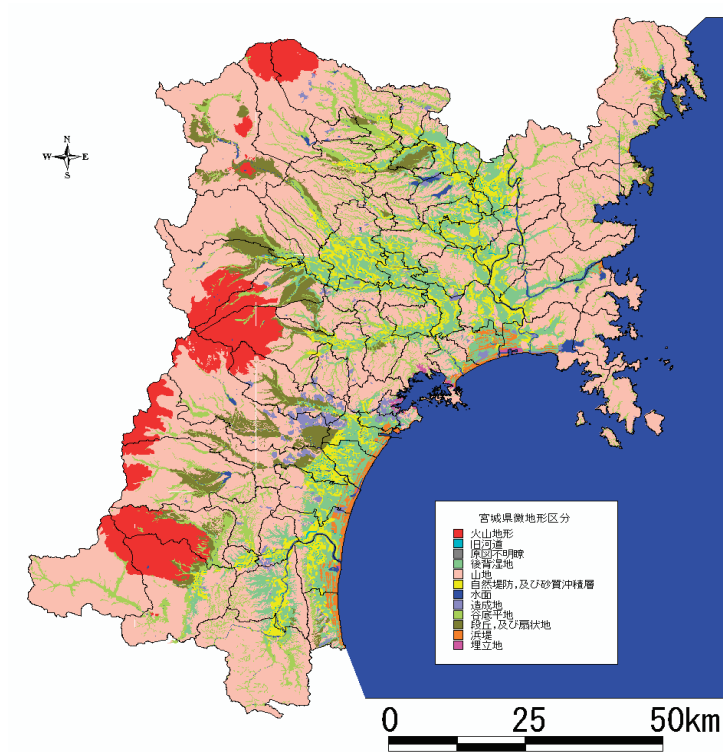 N
W E
S
宮城県微地形区分
火山地形
旧河道
原図不明瞭
後背湿地
山地
自然堤防,及び砂質沖積層
水面
造成地
谷底平地
段丘,及び扇状地
浜堤
埋立地
0 25 50km